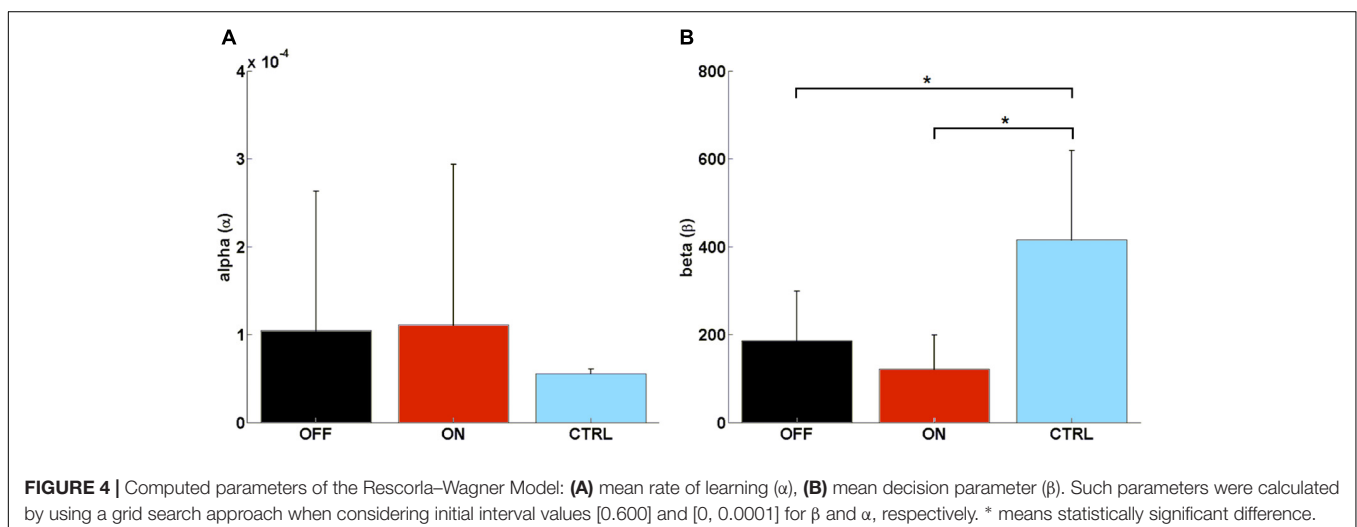 A
B
× 10⁻⁴
4
3
2
1
0
alpha (α)
OFF
ON
CTRL
800
600
400
200
0
beta (β)
*
*
OFF
ON
CTRL
FIGURE 4 | Computed parameters of the Rescorla–Wagner Model: (A) mean rate of learning (α), (B) mean decision parameter (β). Such parameters were calculated
by using a grid search approach when considering initial interval values [0.600] and [0, 0.0001] for β and α, respectively. * means statistically significant difference.